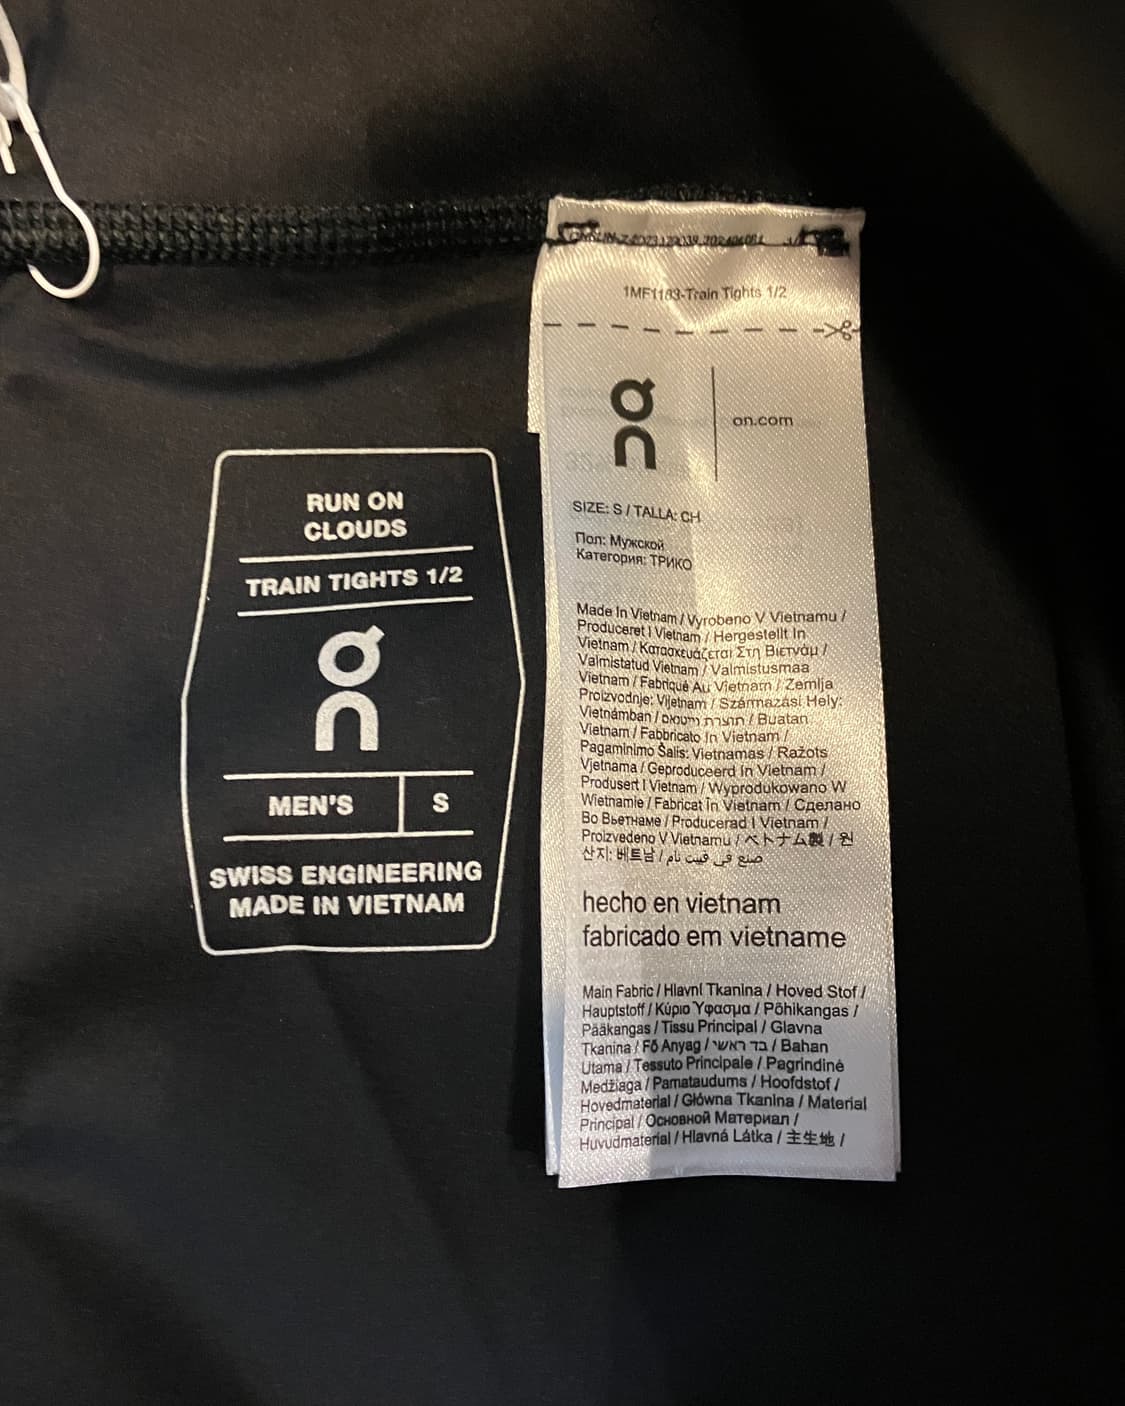 RUN ON
CLOUDS
TRAIN TIGHTS 1/2
on
MEN'S S
SWISS ENGINEERING
MADE IN VIETNAM
1MF1183-Train Tights 1/2
on
on.com
SIZE: S / TALLA: CH
Пол: Мужской
Категория: ТРИКО
Made In Vietnam / Vyrobeno V Vietnamu /
Produceret I Vietnam / Hergestellt In
Vietnam / Κατασκευάζεται Στη Βιετνάμ /
Valmistatud Vietnam / Valmistusmaa
Vietnam / Fabriqué Au Vietnam / Zemlja
Proizvodnje: Vijetnam / Származási Hely:
Vietnámban / תוצרת וייטנאם / Buatan
Vietnam / Fabbricato In Vietnam /
Pagaminimo Šalis: Vietnamas / Ražots
Vjetnama / Geproduceerd in Vietnam /
Produsert I Vietnam / Wyprodukowano W
Wietnamie / Fabricat în Vietnam / Сделано
Во Вьетнаме / Producerad I Vietnam /
Proizvedeno V Vietnamu / ベトナム製 / 원
산지: 베트남 / صنع في فيت نام
hecho en vietnam
fabricado em vietname
Main Fabric / Hlavní Tkanina / Hoved Stof /
Hauptstoff / Κύριο Ύφασμα / Põhikangas /
Pääkangas / Tissu Principal / Glavna
Tkanina / Fő Anyag / בד ראשי / Bahan
Utama / Tessuto Principale / Pagrindinė
Medžiaga / Pamataudums / Hoofdstof /
Hovedmaterial / Główna Tkanina / Material
Principal / Основной Материал /
Huvudmaterial / Hlavná Látka / 主生地 /